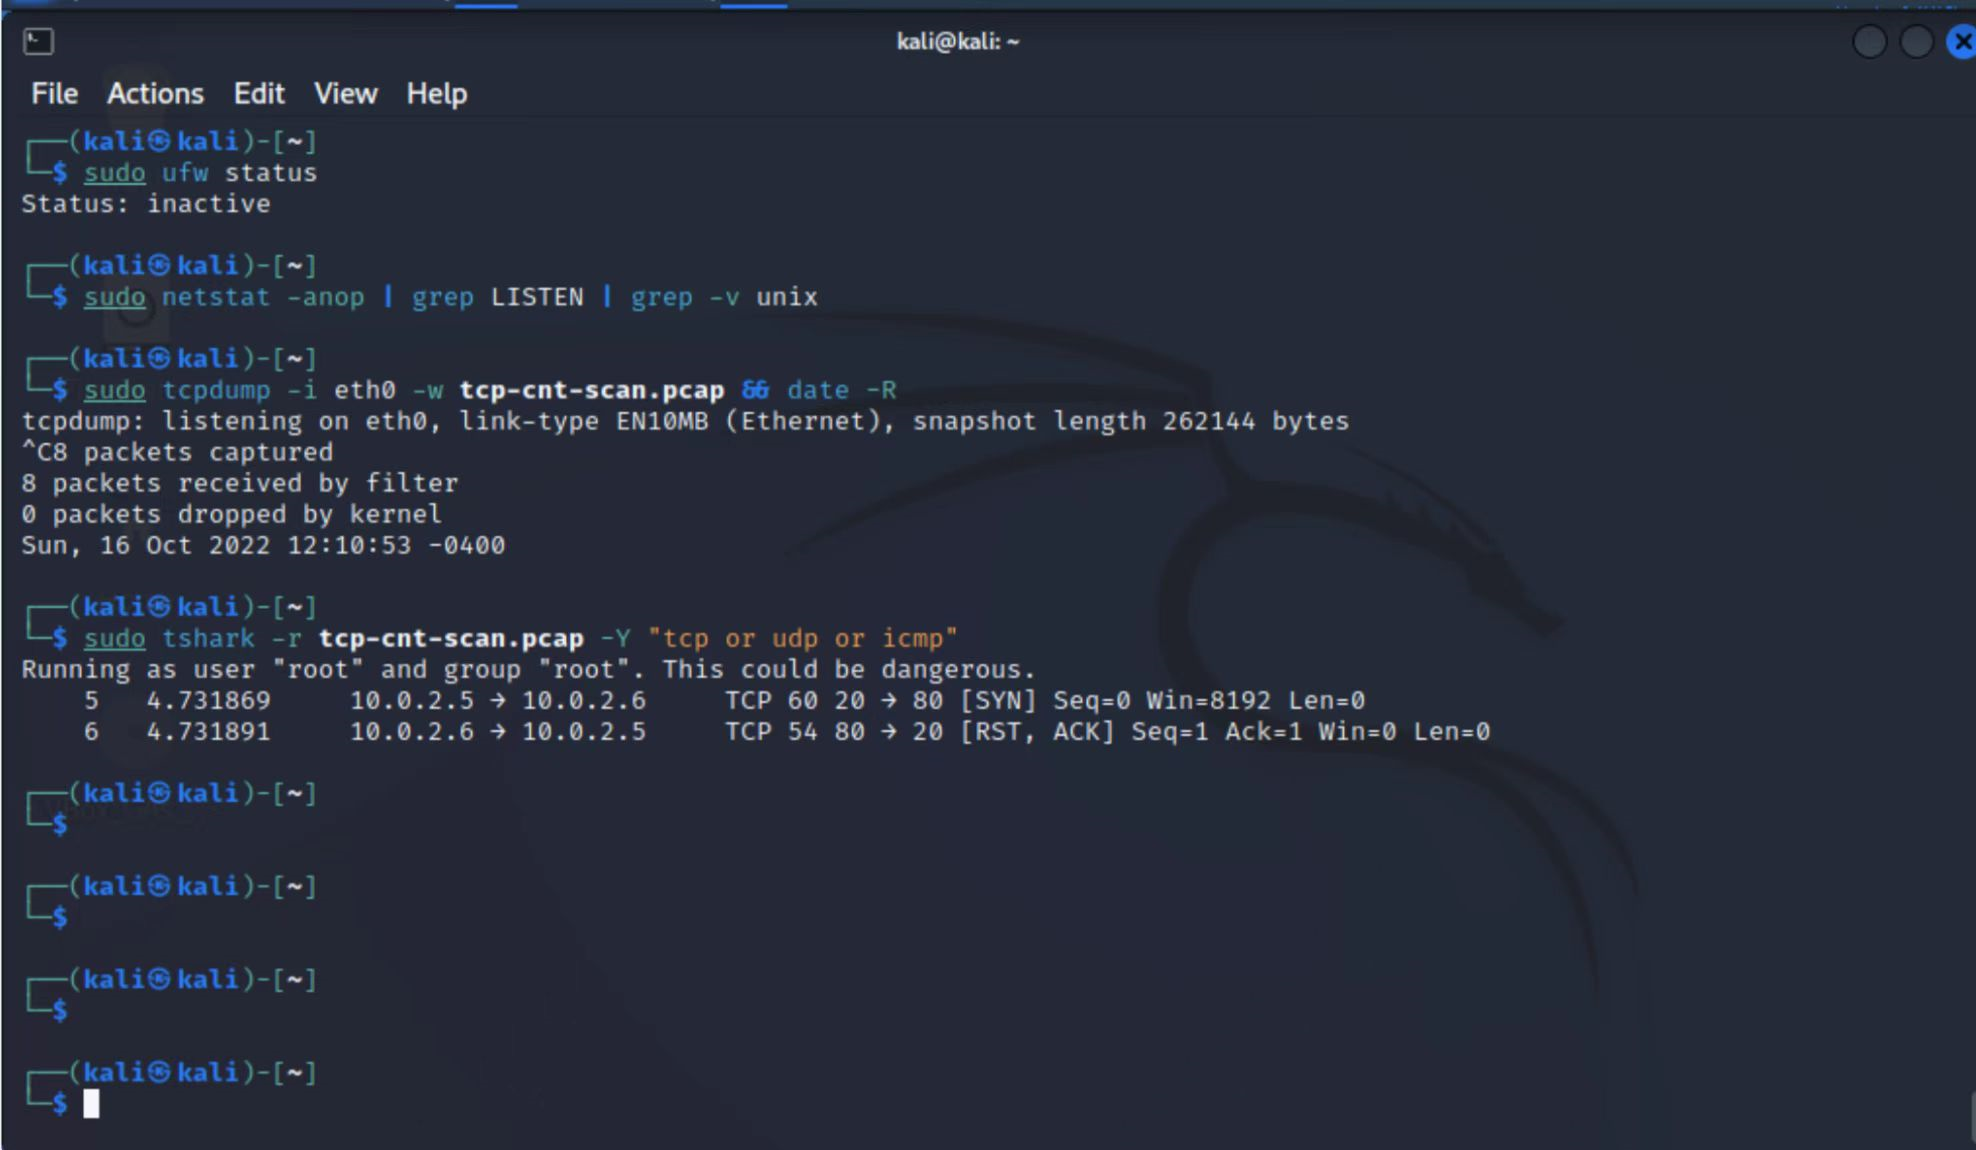 kali@kali: ~
File Actions Edit View Help
┌──(kali㉿kali)-[~]
└─$ sudo ufw status
Status: inactive
┌──(kali㉿kali)-[~]
└─$ sudo netstat -anop | grep LISTEN | grep -v unix
┌──(kali㉿kali)-[~]
└─$ sudo tcpdump -i eth0 -w tcp-cnt-scan.pcap && date -R
tcpdump: listening on eth0, link-type EN10MB (Ethernet), snapshot length 262144 bytes
^C8 packets captured
8 packets received by filter
0 packets dropped by kernel
Sun, 16 Oct 2022 12:10:53 -0400
┌──(kali㉿kali)-[~]
└─$ sudo tshark -r tcp-cnt-scan.pcap -Y "tcp or udp or icmp"
Running as user "root" and group "root". This could be dangerous.
5 4.731869 10.0.2.5 → 10.0.2.6 TCP 60 20 → 80 [SYN] Seq=0 Win=8192 Len=0
6 4.731891 10.0.2.6 → 10.0.2.5 TCP 54 80 → 20 [RST, ACK] Seq=1 Ack=1 Win=0 Len=0
┌──(kali㉿kali)-[~]
└─$
┌──(kali㉿kali)-[~]
└─$
┌──(kali㉿kali)-[~]
└─$
┌──(kali㉿kali)-[~]
└─$